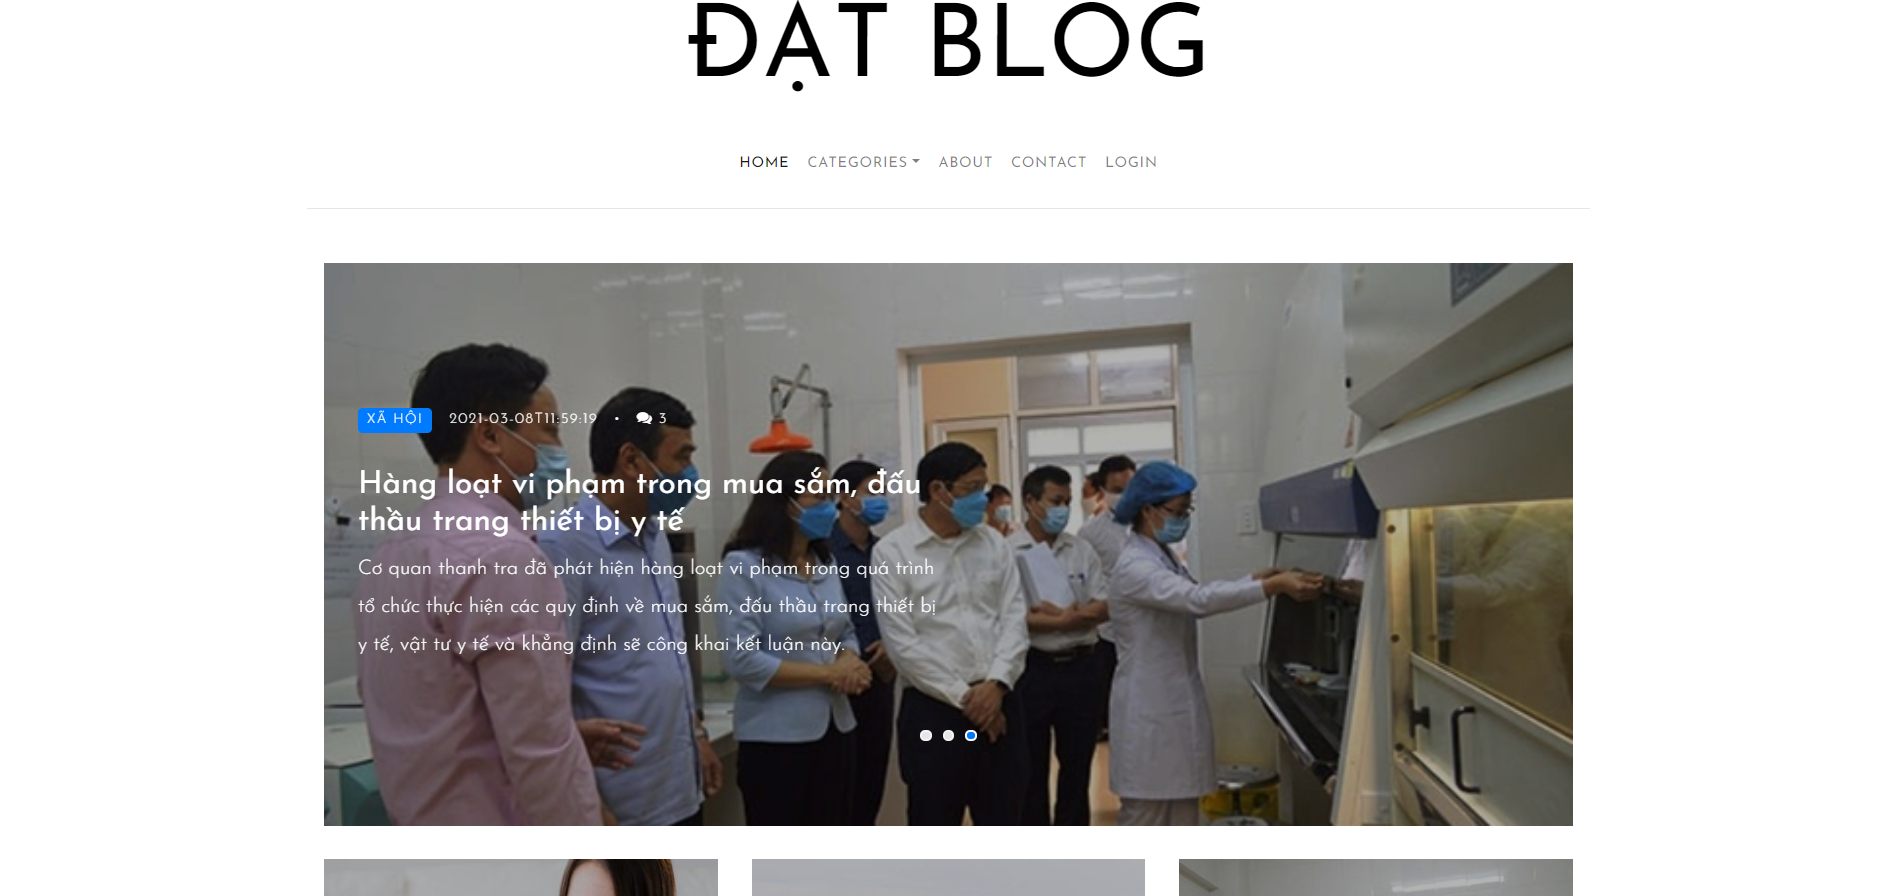 ĐẠT BLOG
HOME CATEGORIES ABOUT CONTACT LOGIN
XÃ HỘI 2021-03-08T11:59:19 • 3
Hàng loạt vi phạm trong mua sắm, đấu
thầu trang thiết bị y tế
Cơ quan thanh tra đã phát hiện hàng loạt vi phạm trong quá trình
tổ chức thực hiện các quy định về mua sắm, đấu thầu trang thiết bị
y tế, vật tư y tế và khẳng định sẽ công khai kết luận này.